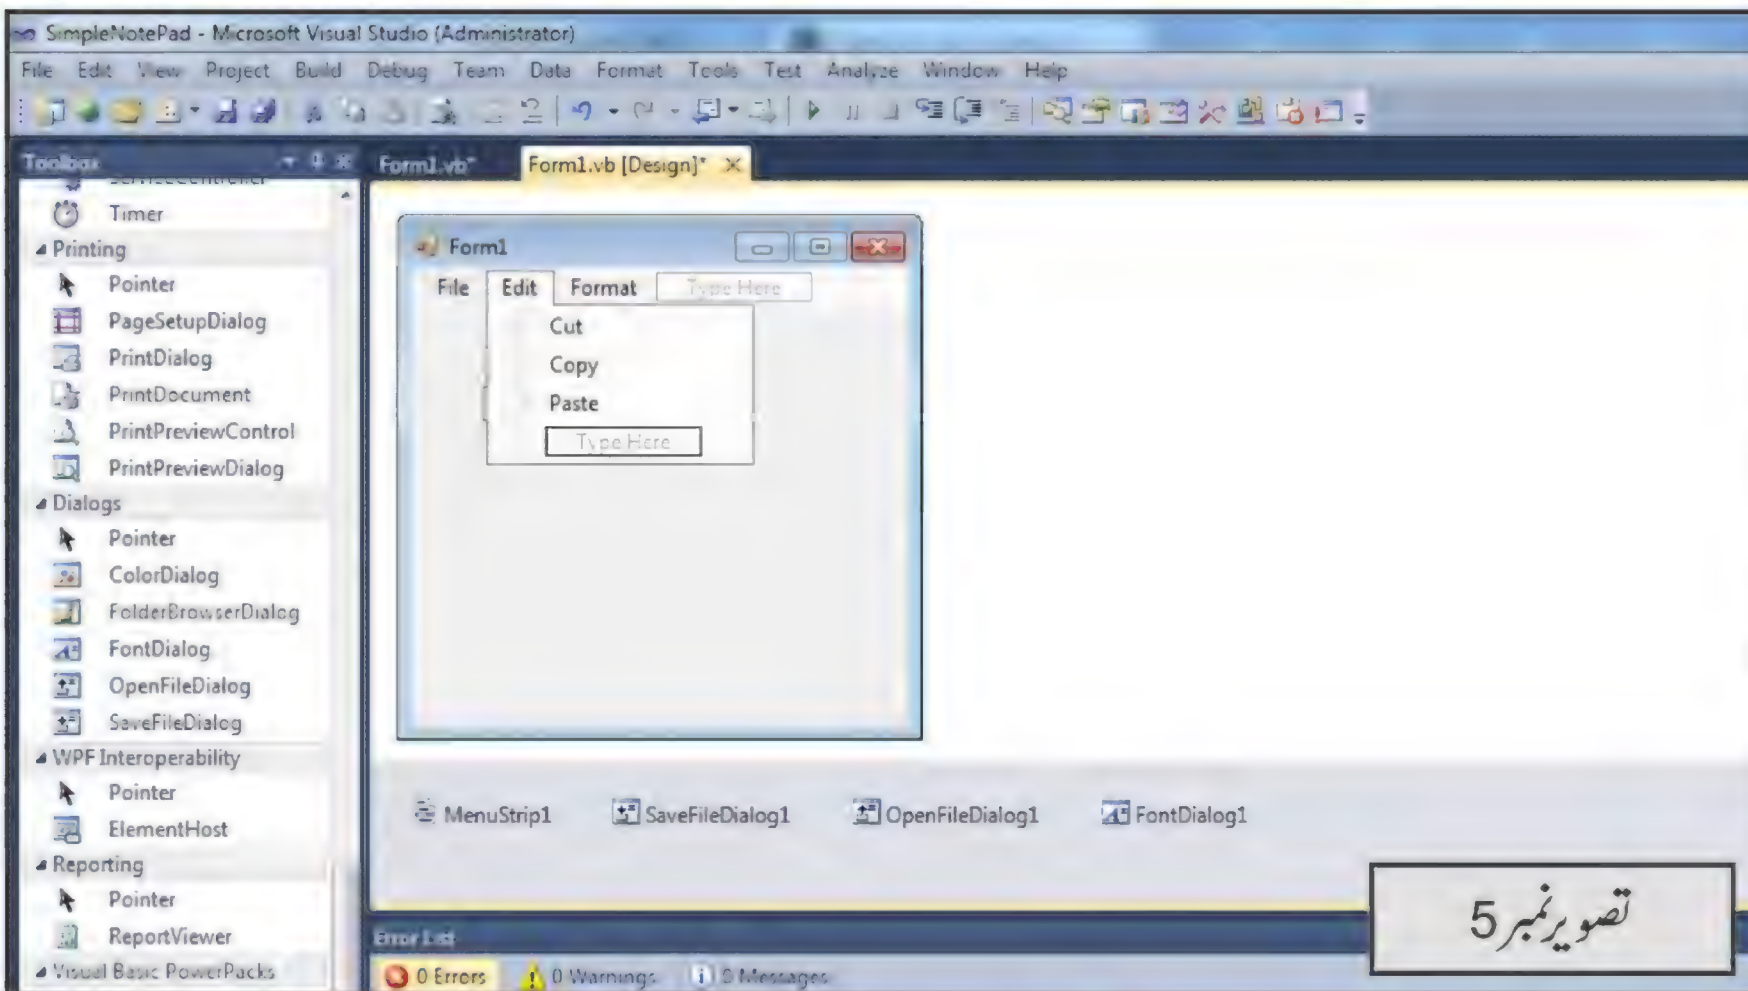 SimpleNotePad - Microsoft Visual Studio (Administrator)
File Edit View Project Build Debug Team Data Format Tools Test Analyze Window Help
Toolbox
Form1.vb*
Form1.vb [Design]*
ServiceController
Timer
Printing
Pointer
PageSetupDialog
PrintDialog
PrintDocument
PrintPreviewControl
PrintPreviewDialog
Dialogs
Pointer
ColorDialog
FolderBrowserDialog
FontDialog
OpenFileDialog
SaveFileDialog
WPF Interoperability
Pointer
ElementHost
Reporting
Pointer
ReportViewer
Visual Basic PowerPacks
Form1
File Edit Format Type Here
Cut
Copy
Paste
Type Here
MenuStrip1 SaveFileDialog1 OpenFileDialog1 FontDialog1
Error List
0 Errors 0 Warnings 0 Messages
تصویر نمبر 5